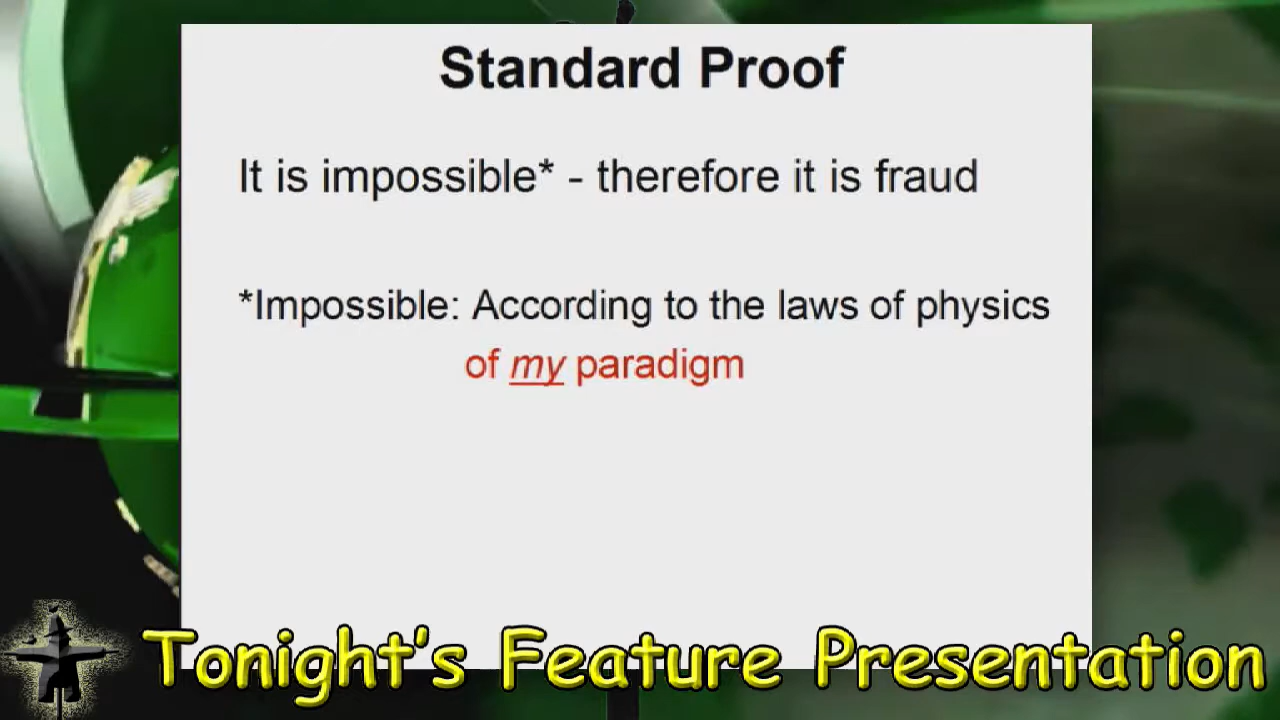 Standard Proof
It is impossible* - therefore it is fraud
*Impossible: According to the laws of physics
of my paradigm
Tonight's Feature Presentation